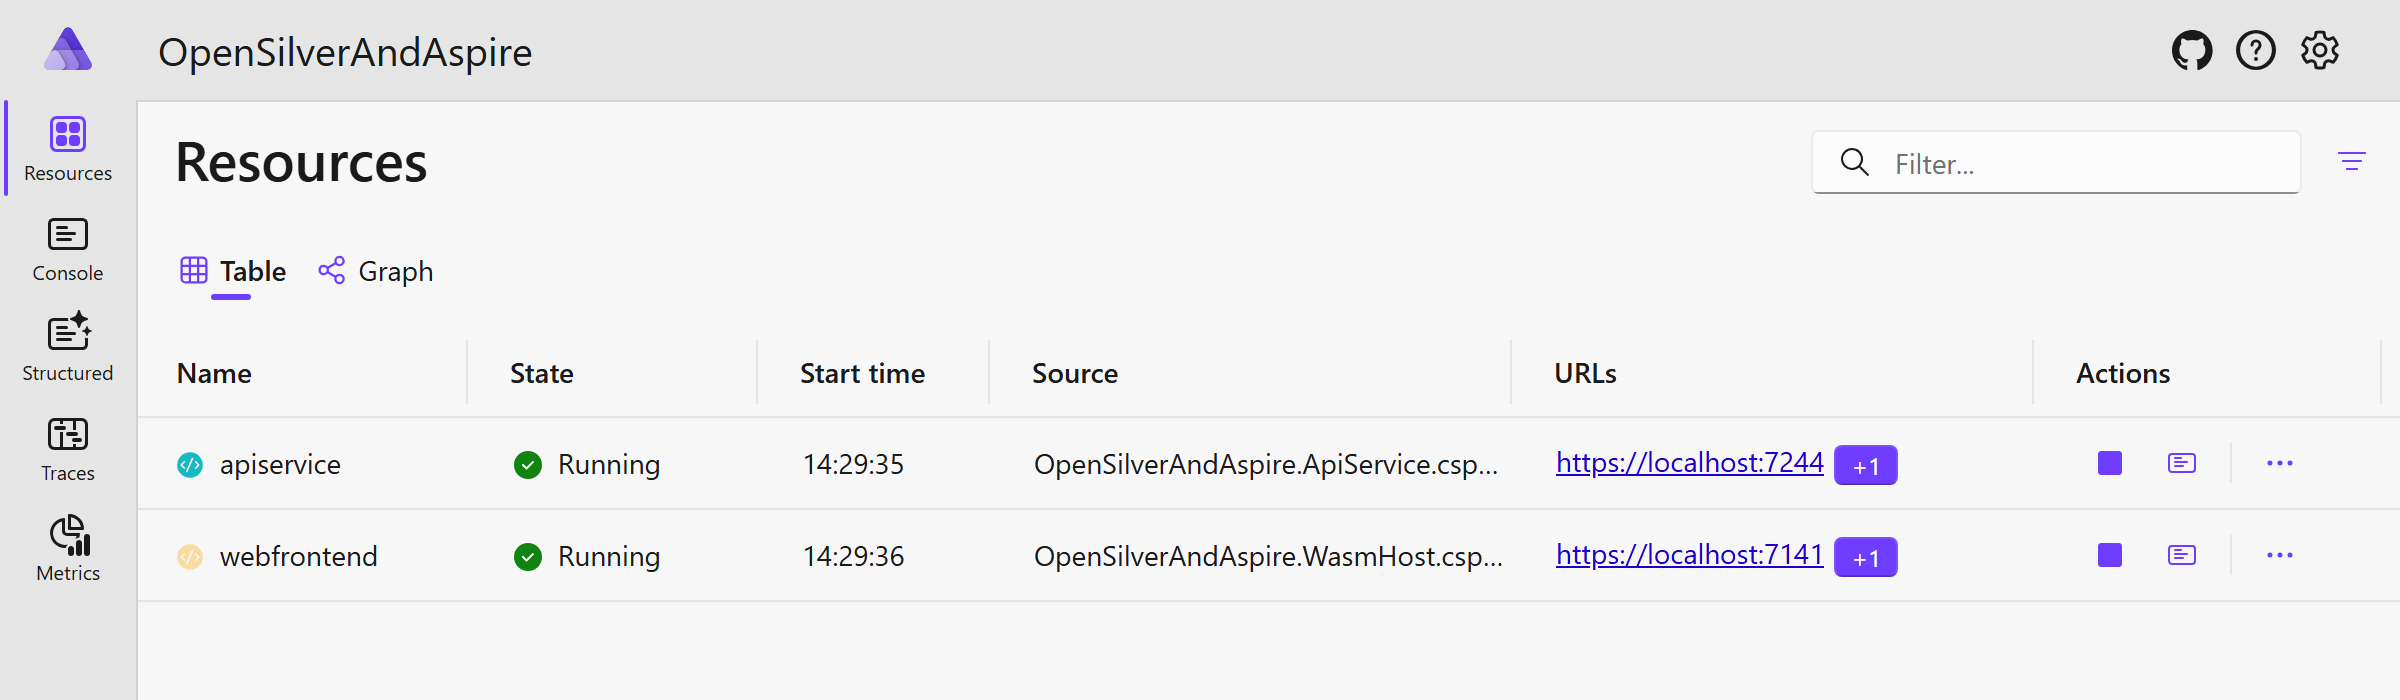 OpenSilverAndAspire
Resources
Console
Structured
Traces
Metrics
Resources
Filter...
Table Graph
Name State Start time Source URLs Actions
apiservice Running 14:29:35 OpenSilverAndAspire.ApiService.csp... https://localhost:7244 +1
webfrontend Running 14:29:36 OpenSilverAndAspire.WasmHost.csp... https://localhost:7141 +1